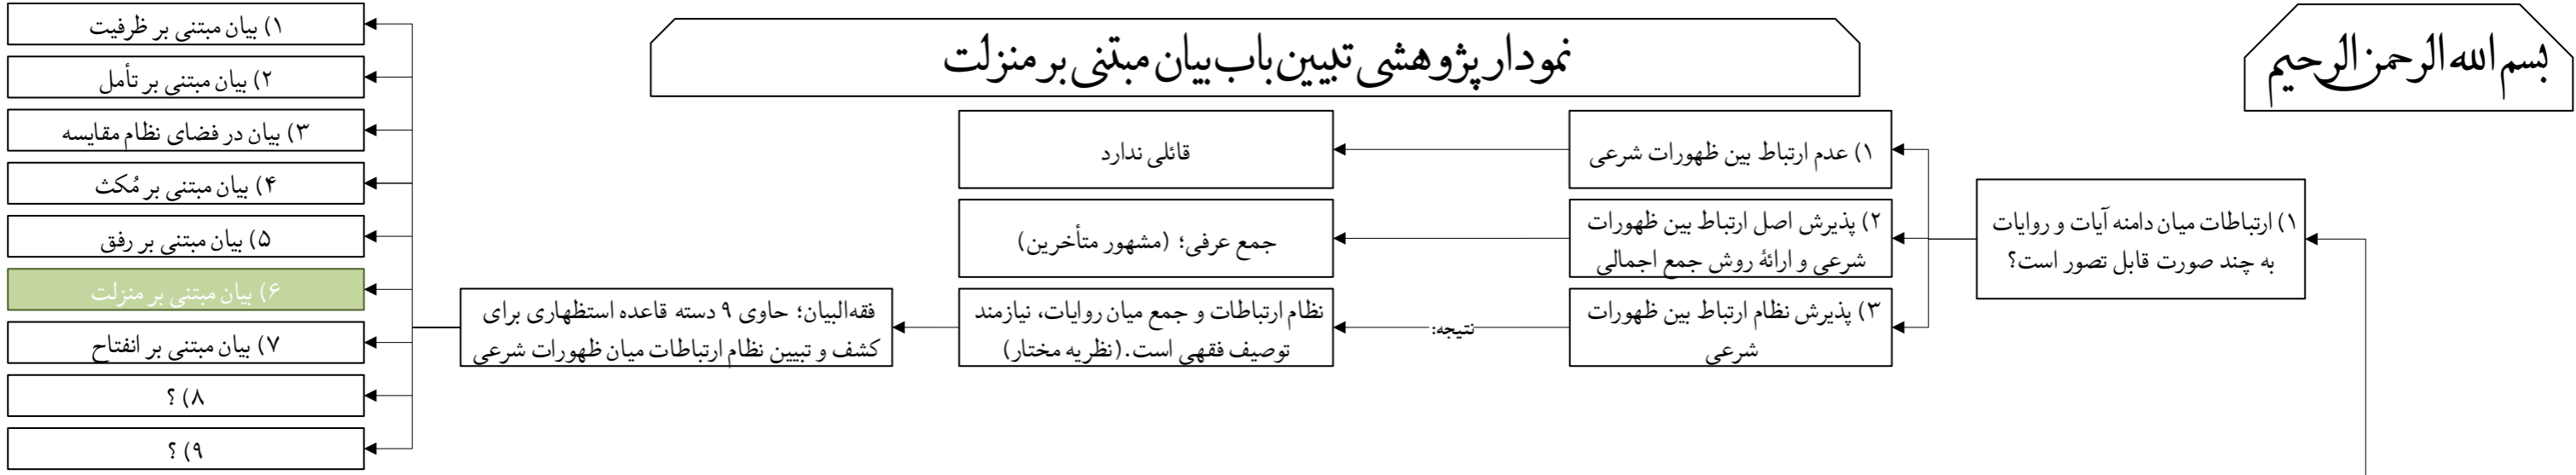 بسم الله الرحمن الرحیم
نمودار پژوهشی تبیین باب بیان مبتنی بر منزلت
۱) ارتباطات میان دامنه آیات و روایات
به چند صورت قابل تصور است؟
۱) عدم ارتباط بین ظهورات شرعی
قائلی ندارد
۲) پذیرش اصل ارتباط بین ظهورات
شرعی و ارائهٔ روش جمع اجمالی
جمع عرفی؛ (مشهور متأخرین)
۳) پذیرش نظام ارتباط بین ظهورات
شرعی
نتیجه:
نظام ارتباطات و جمع میان روایات، نیازمند
توصیف فقهی است.(نظریه مختار)
فقه‌البیان؛ حاوی ۹ دسته قاعده استظهاری برای
کشف و تبیین نظام ارتباطات میان ظهورات شرعی
۱) بیان مبتنی بر ظرفیت
۲) بیان مبتنی بر تأمل
۳) بیان در فضای نظام مقایسه
۴) بیان مبتنی بر مُکث
۵) بیان مبتنی بر رفق
۶) بیان مبتنی بر منزلت
۷) بیان مبتنی بر انفتاح
۸) ؟
۹) ؟